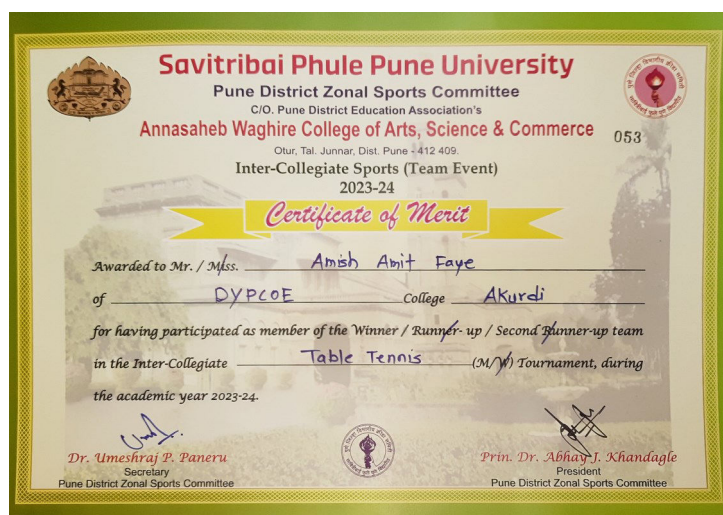 Savitribai Phule Pune University
Pune District Zonal Sports Committee
C/O. Pune District Education Association's
Annasaheb Waghire College of Arts, Science & Commerce
053
Otur, Tal. Junnar, Dist. Pune - 412 409.
Inter-Collegiate Sports (Team Event)
2023-24
Certificate of Merit
Awarded to Mr. / Miss. Amish Amit Faye
of DYPCOE College Akurdi
for having participated as member of the Winner / Runner- up / Second Runner-up team
in the Inter-Collegiate Table Tennis (M/W) Tournament, during
the academic year 2023-24.
Dr. Umeshraj P. Paneru
Secretary
Pune District Zonal Sports Committee
Prin. Dr. Abhay J. Khandagle
President
Pune District Zonal Sports Committee